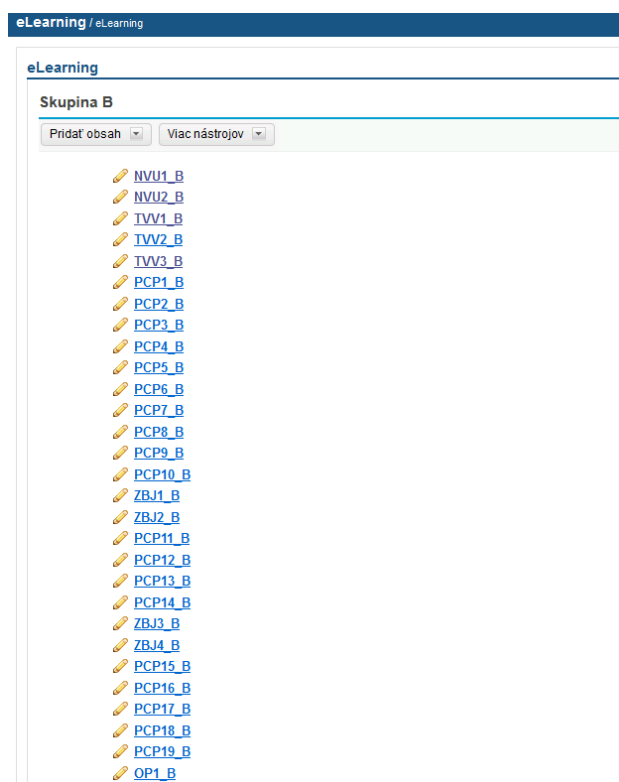 eLearning / eLearning
eLearning
Skupina B
Pridať obsah Viac nástrojov
NVU1_B
NVU2_B
TVV1_B
TVV2_B
TVV3_B
PCP1_B
PCP2_B
PCP3_B
PCP4_B
PCP5_B
PCP6_B
PCP7_B
PCP8_B
PCP9_B
PCP10_B
ZBJ1_B
ZBJ2_B
PCP11_B
PCP12_B
PCP13_B
PCP14_B
ZBJ3_B
ZBJ4_B
PCP15_B
PCP16_B
PCP17_B
PCP18_B
PCP19_B
OP1_B